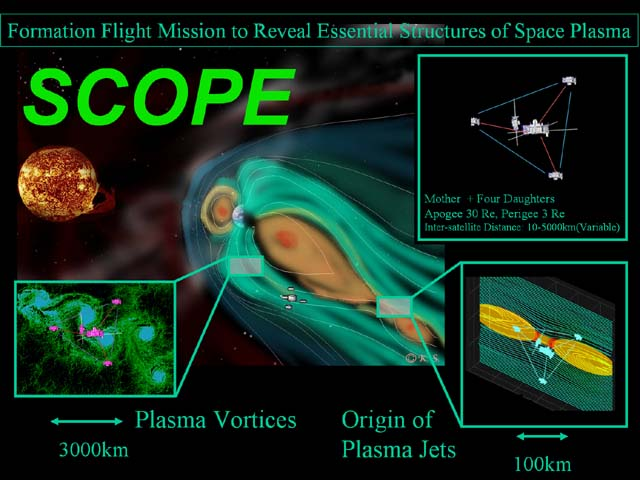 Formation Flight Mission to Reveal Essential Structures of Space Plasma
SCOPE
Mother + Four Daughters
Apogee 30 Re, Perigee 3 Re
Inter-satellite Distance 10-5000km(Variable)
© K. S.
Plasma Vortices
3000km
Origin of
Plasma Jets
100km